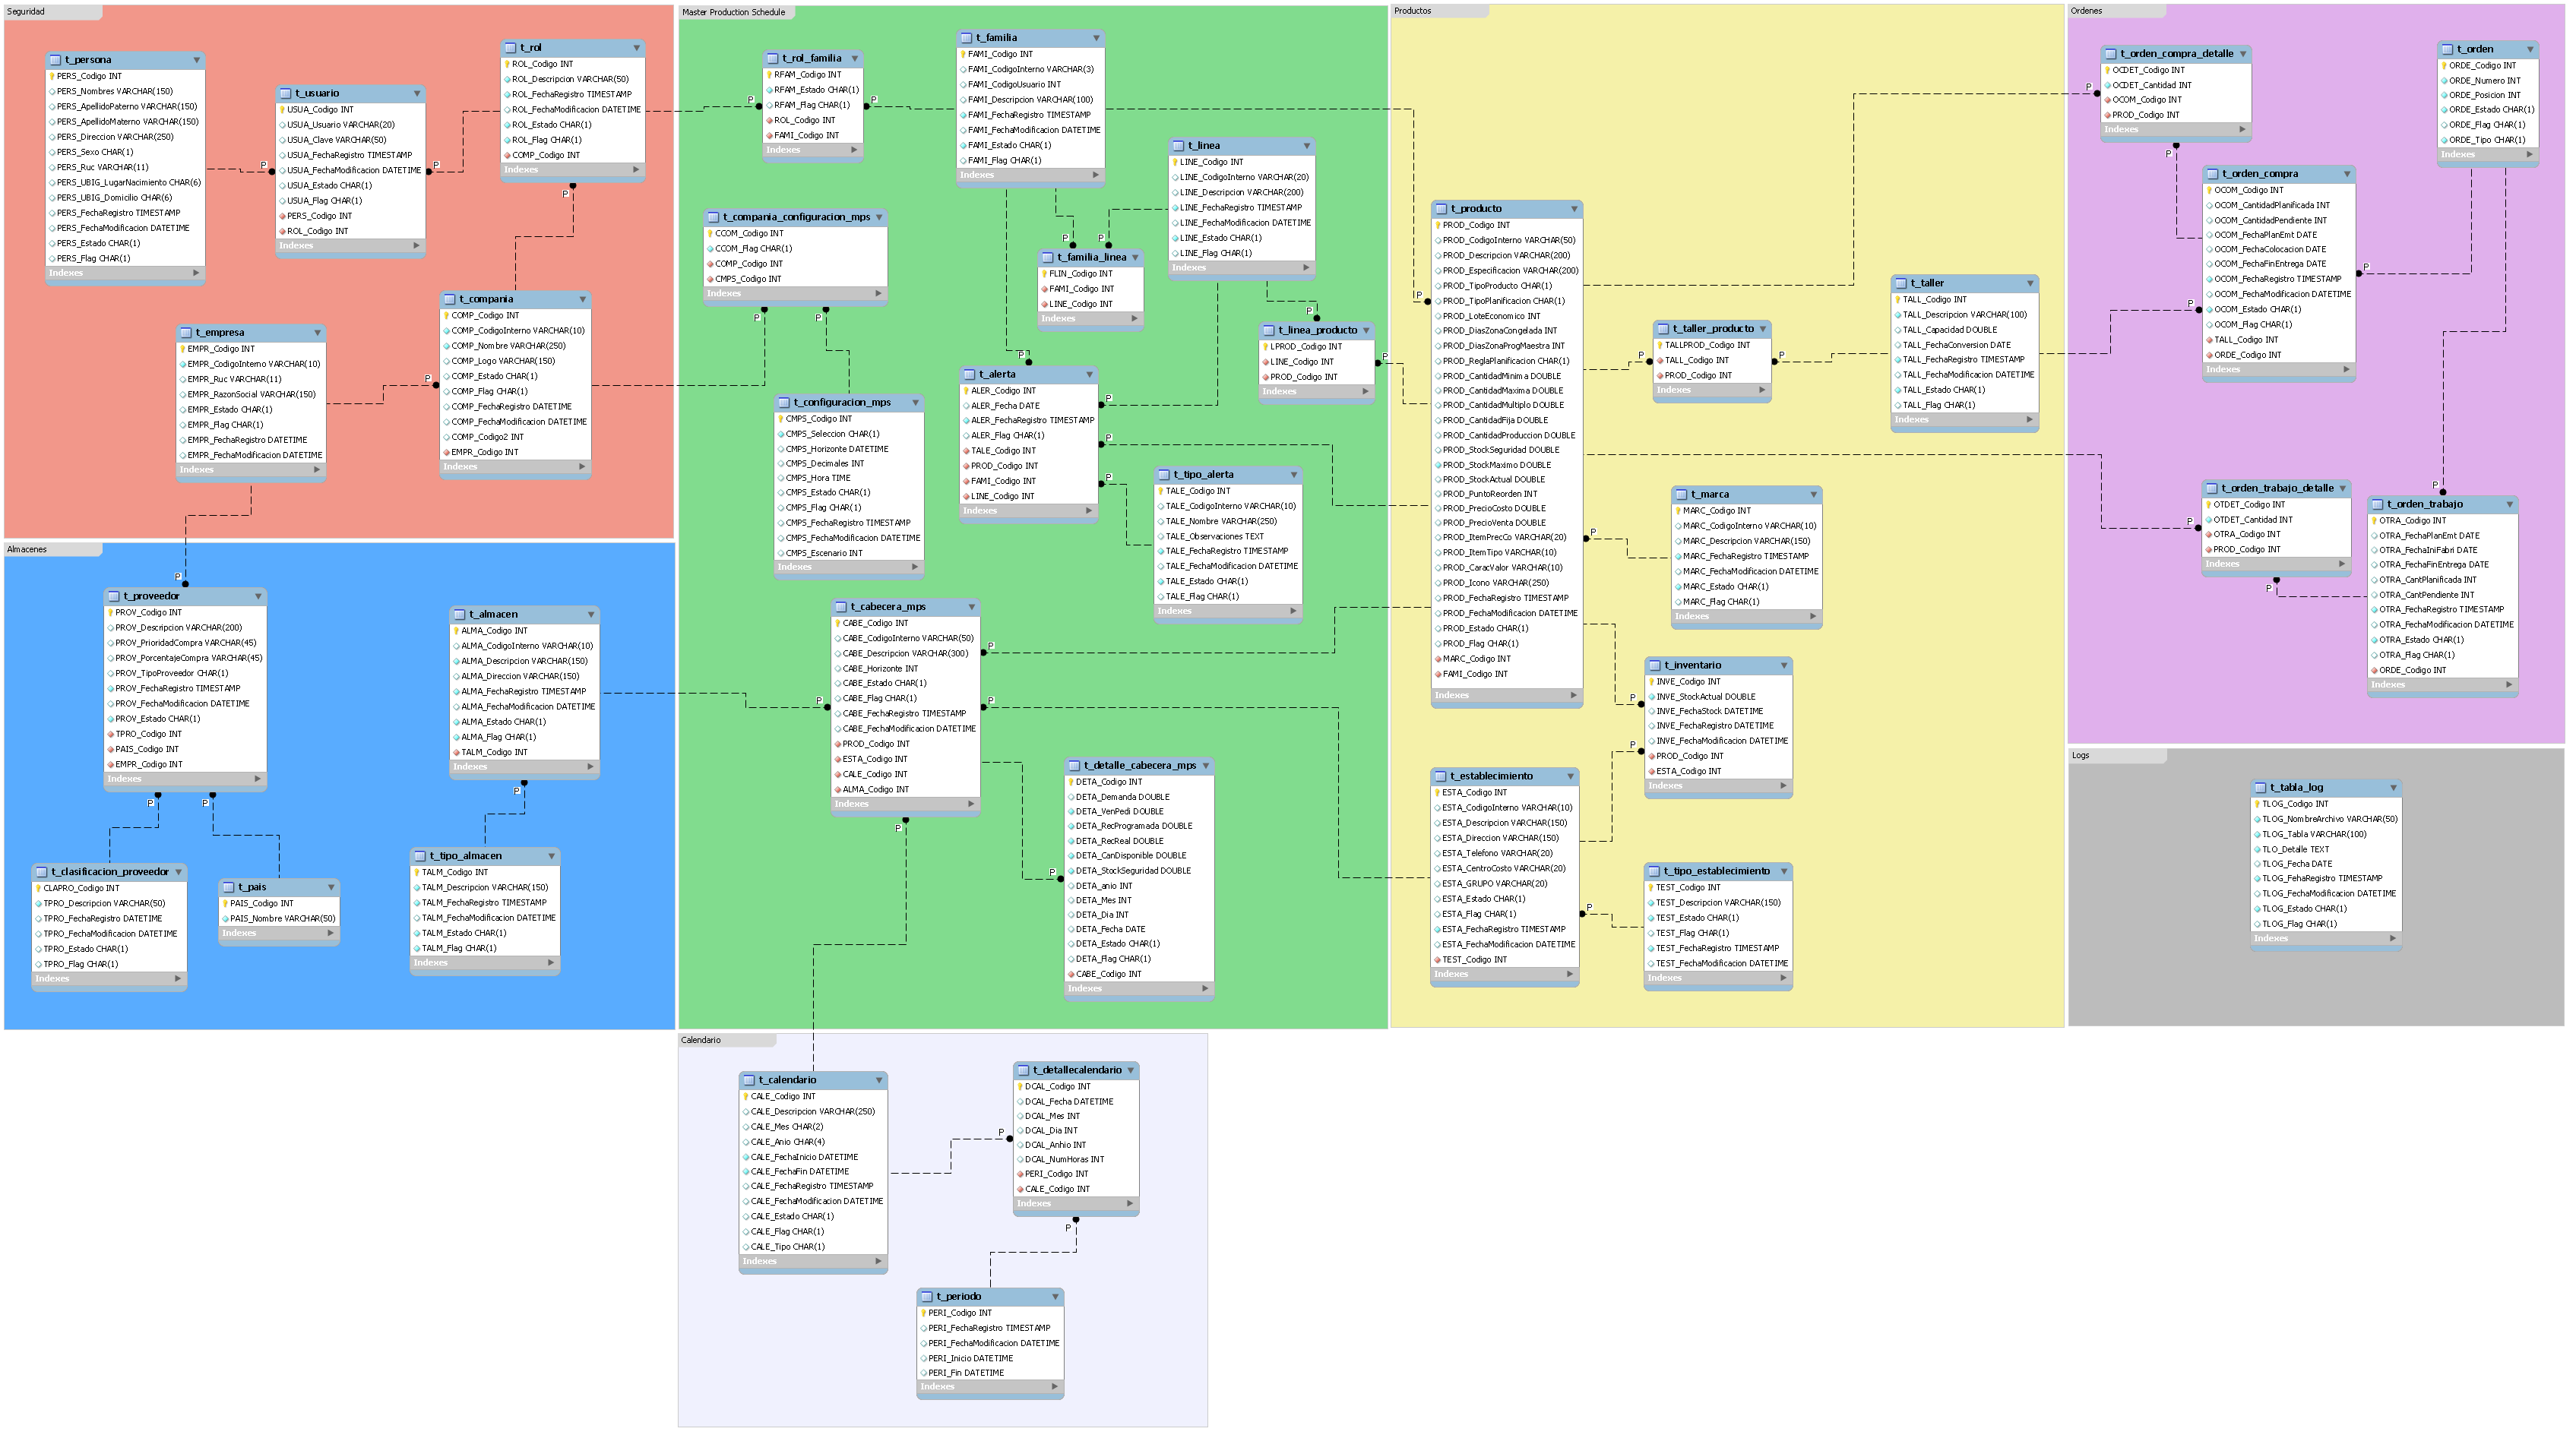 Seguridad
t_persona
PERS_Codigo INT
PERS_Nombres VARCHAR(150)
PERS_ApellidoPaterno VARCHAR(150)
PERS_ApellidoMaterno VARCHAR(150)
PERS_Direccion VARCHAR(250)
PERS_Sexo CHAR(1)
PERS_Ruc VARCHAR(11)
PERS_UBIG_LugarNacimiento CHAR(6)
PERS_UBIG_Domicilio CHAR(6)
PERS_FechaRegistro TIMESTAMP
PERS_FechaModificacion DATETIME
PERS_Estado CHAR(1)
PERS_Flag CHAR(1)
Indexes
t_usuario
USUA_Codigo INT
USUA_Usuario VARCHAR(20)
USUA_Clave VARCHAR(50)
USUA_FechaRegistro TIMESTAMP
USUA_FechaModificacion DATETIME
USUA_Estado CHAR(1)
USUA_Flag CHAR(1)
PERS_Codigo INT
ROL_Codigo INT
Indexes
t_rol
ROL_Codigo INT
ROL_Descripcion VARCHAR(50)
ROL_FechaRegistro TIMESTAMP
ROL_FechaModificacion DATETIME
ROL_Estado CHAR(1)
ROL_Flag CHAR(1)
COMP_Codigo INT
Indexes
t_empresa
EMPR_Codigo INT
EMPR_CodigoInterno VARCHAR(10)
EMPR_Ruc VARCHAR(11)
EMPR_RazonSocial VARCHAR(150)
EMPR_Estado CHAR(1)
EMPR_Flag CHAR(1)
EMPR_FechaRegistro DATETIME
EMPR_FechaModificacion DATETIME
Indexes
t_compania
COMP_Codigo INT
COMP_CodigoInterno VARCHAR(10)
COMP_Nombre VARCHAR(250)
COMP_Logo VARCHAR(150)
COMP_Estado CHAR(1)
COMP_Flag CHAR(1)
COMP_FechaRegistro DATETIME
COMP_FechaModificacion DATETIME
COMP_Codigo2 INT
EMPR_Codigo INT
Indexes
Almacenes
t_proveedor
PROV_Codigo INT
PROV_Descripcion VARCHAR(200)
PROV_PrioridadCompra VARCHAR(45)
PROV_PorcentajeCompra VARCHAR(45)
PROV_TipoProveedor CHAR(1)
PROV_FechaRegistro TIMESTAMP
PROV_FechaModificacion DATETIME
PROV_Estado CHAR(1)
TPRO_Codigo INT
PAIS_Codigo INT
EMPR_Codigo INT
Indexes
t_almacen
ALMA_Codigo INT
ALMA_CodigoInterno VARCHAR(10)
ALMA_Descripcion VARCHAR(150)
ALMA_Direccion VARCHAR(150)
ALMA_FechaRegistro TIMESTAMP
ALMA_FechaModificacion DATETIME
ALMA_Estado CHAR(1)
ALMA_Flag CHAR(1)
TALM_Codigo INT
Indexes
t_clasificacion_proveedor
CLAPRO_Codigo INT
TPRO_Descripcion VARCHAR(50)
TPRO_FechaRegistro DATETIME
TPRO_FechaModificacion DATETIME
TPRO_Estado CHAR(1)
TPRO_Flag CHAR(1)
Indexes
t_pais
PAIS_Codigo INT
PAIS_Nombre VARCHAR(50)
Indexes
t_tipo_almacen
TALM_Codigo INT
TALM_Descripcion VARCHAR(150)
TALM_FechaRegistro TIMESTAMP
TALM_FechaModificacion DATETIME
TALM_Estado CHAR(1)
TALM_Flag CHAR(1)
Indexes
Master Production Schedule
t_rol_familia
RFAM_Codigo INT
RFAM_Estado CHAR(1)
RFAM_Flag CHAR(1)
ROL_Codigo INT
FAMI_Codigo INT
Indexes
t_familia
FAMI_Codigo INT
FAMI_CodigoInterno VARCHAR(3)
FAMI_CodigoUsuario INT
FAMI_Descripcion VARCHAR(100)
FAMI_FechaRegistro TIMESTAMP
FAMI_FechaModificacion DATETIME
FAMI_Estado CHAR(1)
FAMI_Flag CHAR(1)
Indexes
t_linea
LINE_Codigo INT
LINE_CodigoInterno VARCHAR(20)
LINE_Descripcion VARCHAR(200)
LINE_FechaRegistro TIMESTAMP
LINE_FechaModificacion DATETIME
LINE_Estado CHAR(1)
LINE_Flag CHAR(1)
Indexes
t_compania_configuracion_mps
CCOM_Codigo INT
CCOM_Flag CHAR(1)
COMP_Codigo INT
CMPS_Codigo INT
Indexes
t_familia_linea
FLIN_Codigo INT
FAMI_Codigo INT
LINE_Codigo INT
Indexes
t_linea_producto
LPROD_Codigo INT
LINE_Codigo INT
PROD_Codigo INT
Indexes
t_configuracion_mps
CMPS_Codigo INT
CMPS_Seleccion CHAR(1)
CMPS_Horizonte DATETIME
CMPS_Decimales INT
CMPS_Hora TIME
CMPS_Estado CHAR(1)
CMPS_Flag CHAR(1)
CMPS_FechaRegistro TIMESTAMP
CMPS_FechaModificacion DATETIME
CMPS_Escenario INT
Indexes
t_alerta
ALER_Codigo INT
ALER_Fecha DATE
ALER_FechaRegistro TIMESTAMP
ALER_Flag CHAR(1)
TALE_Codigo INT
PROD_Codigo INT
FAMI_Codigo INT
LINE_Codigo INT
Indexes
t_tipo_alerta
TALE_Codigo INT
TALE_CodigoInterno VARCHAR(10)
TALE_Nombre VARCHAR(250)
TALE_Observaciones TEXT
TALE_FechaRegistro TIMESTAMP
TALE_FechaModificacion DATETIME
TALE_Estado CHAR(1)
TALE_Flag CHAR(1)
Indexes
t_cabecera_mps
CABE_Codigo INT
CABE_CodigoInterno VARCHAR(50)
CABE_Descripcion VARCHAR(300)
CABE_Horizonte INT
CABE_Estado CHAR(1)
CABE_Flag CHAR(1)
CABE_FechaRegistro TIMESTAMP
CABE_FechaModificacion DATETIME
PROD_Codigo INT
ESTA_Codigo INT
CALE_Codigo INT
ALMA_Codigo INT
Indexes
t_detalle_cabecera_mps
DETA_Codigo INT
DETA_Demanda DOUBLE
DETA_VenPedi DOUBLE
DETA_RecProgramada DOUBLE
DETA_RecReal DOUBLE
DETA_CanDisponible DOUBLE
DETA_StockSeguridad DOUBLE
DETA_anio INT
DETA_Mes INT
DETA_Dia INT
DETA_Fecha DATE
DETA_Estado CHAR(1)
DETA_Flag CHAR(1)
CABE_Codigo INT
Indexes
Productos
t_producto
PROD_Codigo INT
PROD_CodigoInterno VARCHAR(50)
PROD_Descripcion VARCHAR(200)
PROD_Especificacion VARCHAR(200)
PROD_TipoProducto CHAR(1)
PROD_TipoPlanificacion CHAR(1)
PROD_LoteEconomico INT
PROD_DiasZonaCongelada INT
PROD_DiasZonaProgMaestra INT
PROD_ReglaPlanificacion CHAR(1)
PROD_CantidadMinima DOUBLE
PROD_CantidadMaxima DOUBLE
PROD_CantidadMultiplo DOUBLE
PROD_CantidadFija DOUBLE
PROD_CantidadProduccion DOUBLE
PROD_StockSeguridad DOUBLE
PROD_StockMaximo DOUBLE
PROD_StockActual DOUBLE
PROD_PuntoReorden INT
PROD_PrecioCosto DOUBLE
PROD_PrecioVenta DOUBLE
PROD_ItemPrecCo VARCHAR(20)
PROD_ItemTipo VARCHAR(10)
PROD_CaracValor VARCHAR(10)
PROD_Icono VARCHAR(250)
PROD_FechaRegistro TIMESTAMP
PROD_FechaModificacion DATETIME
PROD_Estado CHAR(1)
PROD_Flag CHAR(1)
MARC_Codigo INT
FAMI_Codigo INT
Indexes
t_taller_producto
TALLPROD_Codigo INT
TALL_Codigo INT
PROD_Codigo INT
Indexes
t_taller
TALL_Codigo INT
TALL_Descripcion VARCHAR(100)
TALL_Capacidad DOUBLE
TALL_FechaConversion DATE
TALL_FechaRegistro TIMESTAMP
TALL_FechaModificacion DATETIME
TALL_Estado CHAR(1)
TALL_Flag CHAR(1)
Indexes
t_marca
MARC_Codigo INT
MARC_CodigoInterno VARCHAR(10)
MARC_Descripcion VARCHAR(150)
MARC_FechaRegistro TIMESTAMP
MARC_FechaModificacion DATETIME
MARC_Estado CHAR(1)
MARC_Flag CHAR(1)
Indexes
t_inventario
INVE_Codigo INT
INVE_StockActual DOUBLE
INVE_FechaStock DATETIME
INVE_FechaRegistro DATETIME
INVE_FechaModificacion DATETIME
PROD_Codigo INT
ESTA_Codigo INT
Indexes
t_establecimiento
ESTA_Codigo INT
ESTA_CodigoInterno VARCHAR(10)
ESTA_Descripcion VARCHAR(150)
ESTA_Direccion VARCHAR(150)
ESTA_Telefono VARCHAR(20)
ESTA_CentroCosto VARCHAR(20)
ESTA_GRUPO VARCHAR(20)
ESTA_Estado CHAR(1)
ESTA_Flag CHAR(1)
ESTA_FechaRegistro TIMESTAMP
ESTA_FechaModificacion DATETIME
TEST_Codigo INT
Indexes
t_tipo_establecimiento
TEST_Codigo INT
TEST_Descripcion VARCHAR(150)
TEST_Estado CHAR(1)
TEST_Flag CHAR(1)
TEST_FechaRegistro TIMESTAMP
TEST_FechaModificacion DATETIME
Indexes
Ordenes
t_orden_compra_detalle
OCDET_Codigo INT
OCDET_Cantidad INT
OCOM_Codigo INT
PROD_Codigo INT
Indexes
t_orden
ORDE_Codigo INT
ORDE_Numero INT
ORDE_Posicion INT
ORDE_Estado CHAR(1)
ORDE_Flag CHAR(1)
ORDE_Tipo CHAR(1)
Indexes
t_orden_compra
OCOM_Codigo INT
OCOM_CantidadPlanificada INT
OCOM_CantidadPendiente INT
OCOM_FechaPlanEmt DATE
OCOM_FechaColocacion DATE
OCOM_FechaFinEntrega DATE
OCOM_FechaRegistro TIMESTAMP
OCOM_FechaModificacion DATETIME
OCOM_Estado CHAR(1)
OCOM_Flag CHAR(1)
TALL_Codigo INT
ORDE_Codigo INT
Indexes
t_orden_trabajo_detalle
OTDET_Codigo INT
OTDET_Cantidad INT
OTRA_Codigo INT
PROD_Codigo INT
Indexes
t_orden_trabajo
OTRA_Codigo INT
OTRA_FechaPlanEmt DATE
OTRA_FechaIniFabri DATE
OTRA_FechaFinEntrega DATE
OTRA_CantPlanificada INT
OTRA_CantPendiente INT
OTRA_FechaRegistro TIMESTAMP
OTRA_FechaModificacion DATETIME
OTRA_Estado CHAR(1)
OTRA_Flag CHAR(1)
ORDE_Codigo INT
Indexes
Logs
t_tabla_log
TLOG_Codigo INT
TLOG_NombreArchivo VARCHAR(50)
TLOG_Tabla VARCHAR(100)
TLO_Detalle TEXT
TLOG_Fecha DATE
TLOG_FehaRegistro TIMESTAMP
TLOG_FechaModificacion DATETIME
TLOG_Estado CHAR(1)
TLOG_Flag CHAR(1)
Indexes
Calendario
t_calendario
CALE_Codigo INT
CALE_Descripcion VARCHAR(250)
CALE_Mes CHAR(2)
CALE_Anio CHAR(4)
CALE_FechaInicio DATETIME
CALE_FechaFin DATETIME
CALE_FechaRegistro TIMESTAMP
CALE_FechaModificacion DATETIME
CALE_Estado CHAR(1)
CALE_Flag CHAR(1)
CALE_Tipo CHAR(1)
Indexes
t_detallecalendario
DCAL_Codigo INT
DCAL_Fecha DATETIME
DCAL_Mes INT
DCAL_Dia INT
DCAL_Anhio INT
DCAL_NumHoras INT
PERI_Codigo INT
CALE_Codigo INT
Indexes
t_periodo
PERI_Codigo INT
PERI_FechaRegistro TIMESTAMP
PERI_FechaModificacion DATETIME
PERI_Inicio DATETIME
PERI_Fin DATETIME
Indexes